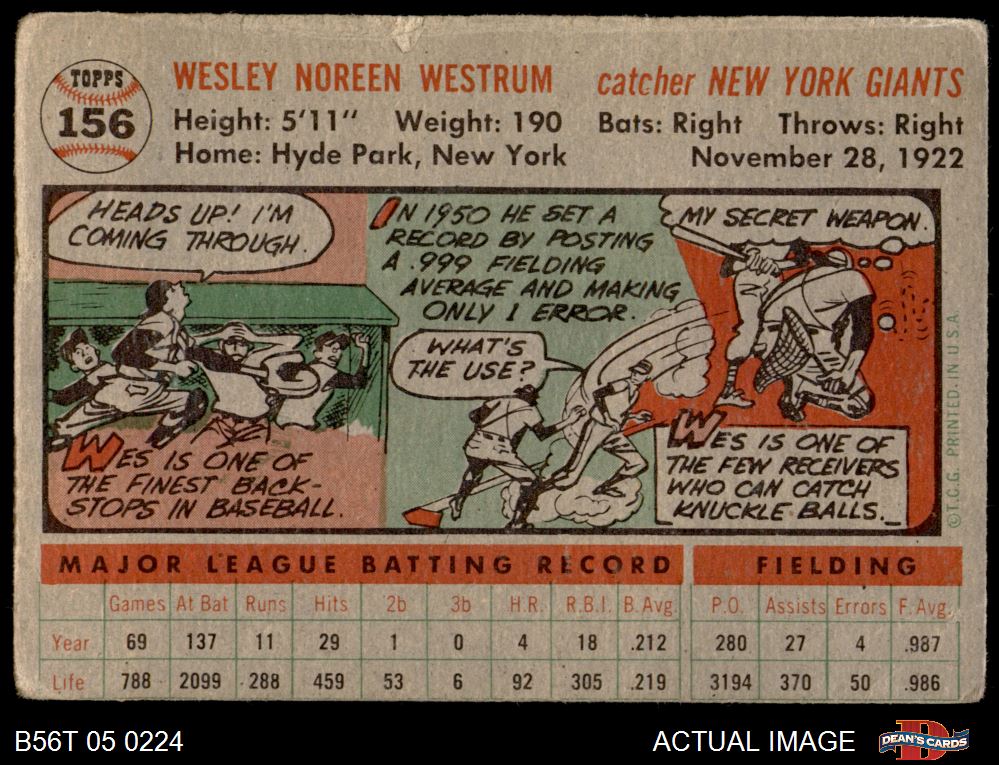 TOPPS
156
WESLEY NOREEN WESTRUM catcher NEW YORK GIANTS
Height: 5'11" Weight: 190 Bats: Right Throws: Right
Home: Hyde Park, New York November 28, 1922
HEADS UP! I'M
COMING THROUGH.
WES IS ONE OF
THE FINEST BACK-
STOPS IN BASEBALL.
IN 1950 HE SET A
RECORD BY POSTING
A .999 FIELDING
AVERAGE AND MAKING
ONLY 1 ERROR.
WHAT'S
THE USE?
MY SECRET WEAPON.
WES IS ONE OF
THE FEW RECEIVERS
WHO CAN CATCH
KNUCKLE BALLS.
©T.C.G. PRINTED IN U.S.A.
MAJOR LEAGUE BATTING RECORD FIELDING
Games At Bat Runs Hits 2b 3b H.R. R.B.I. B.Avg. P.O. Assists Errors F.Avg.
Year 69 137 11 29 1 0 4 18 .212 280 27 4 .987
Life 788 2099 288 459 53 6 92 305 .219 3194 370 50 .986
B56T 05 0224 ACTUAL IMAGE DEAN'S CARDS